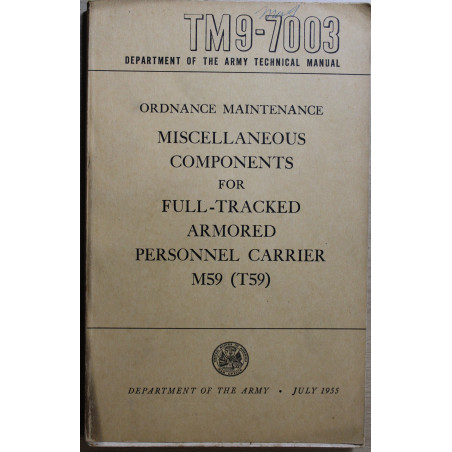 TM9-7003
DEPARTMENT OF THE ARMY TECHNICAL MANUAL
ORDNANCE MAINTENANCE
MISCELLANEOUS
COMPONENTS
FOR
FULL-TRACKED
ARMORED
PERSONNEL CARRIER
M59 (T59)
DEPARTMENT OF THE ARMY • JULY 1955